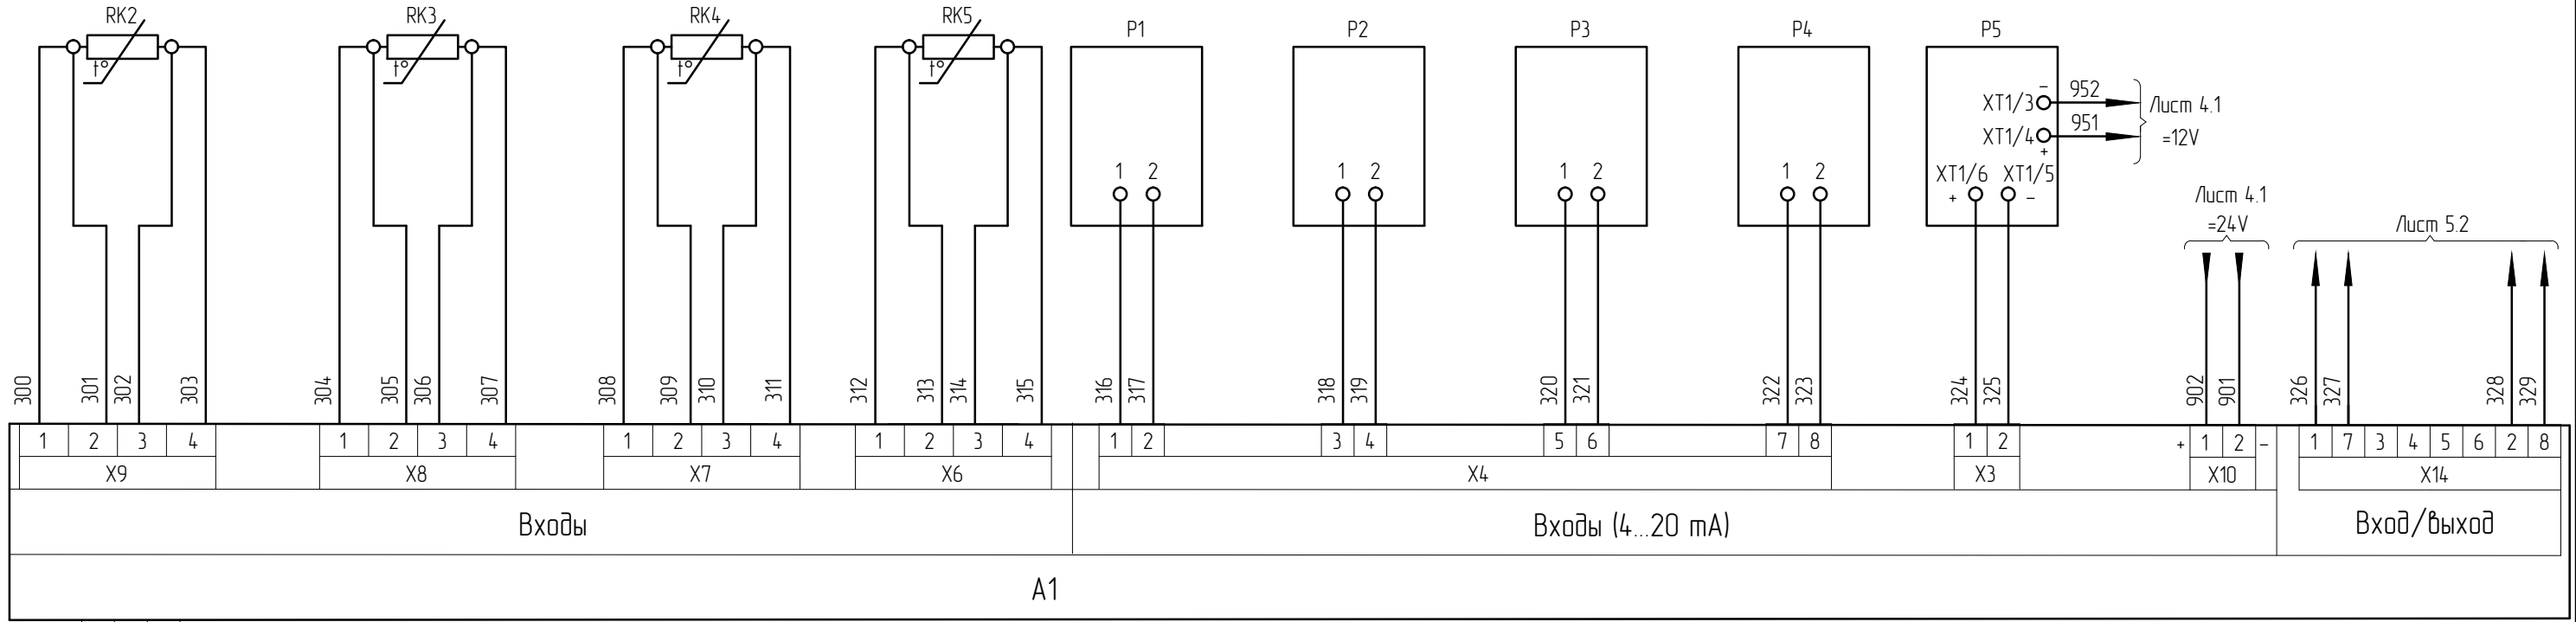 RK2 RK3 RK4 RK5 P1 P2 P3 P4 P5
t° t° t° t°
XT1/3 - 952 Лист 4.1
XT1/4 + 951 =12V
1 2 1 2 1 2 1 2 XT1/6 XT1/5
+ -
Лист 4.1
=24V
Лист 5.2
300 301 302 303 304 305 306 307 308 309 310 311 312 313 314 315 316 317 318 319 320 321 322 323 324 325 902 901 326 327 328 329
1 2 3 4 1 2 3 4 1 2 3 4 1 2 3 4 1 2 3 4 5 6 7 8 1 2 + 1 2 - 1 7 3 4 5 6 2 8
X9 X8 X7 X6 X4 X3 X10 X14
Входы Входы (4...20 mA) Вход/выход
A1